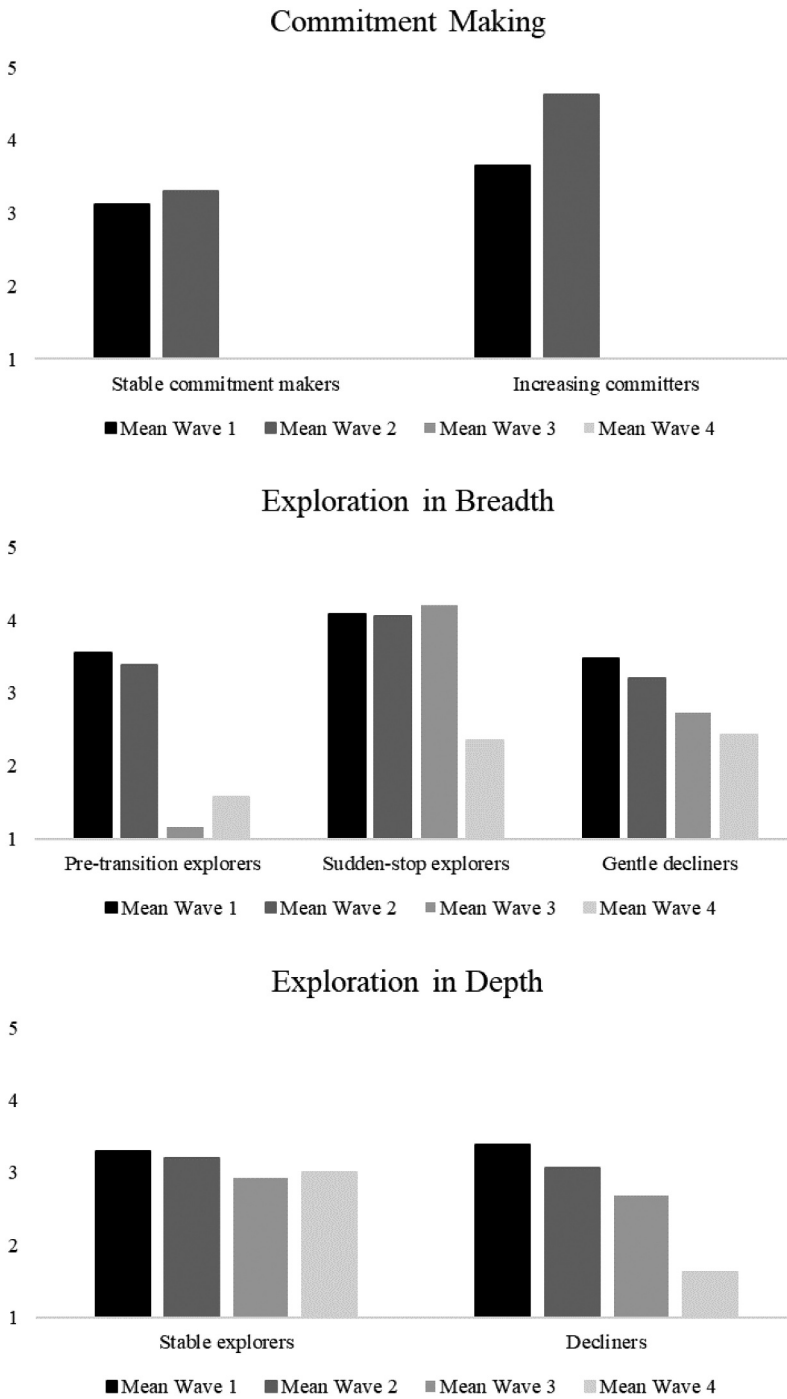 Commitment Making
5
4
3
2
1
Stable commitment makers Increasing committers
Mean Wave 1 Mean Wave 2 Mean Wave 3 Mean Wave 4
Exploration in Breadth
5
4
3
2
1
Pre-transition explorers Sudden-stop explorers Gentle decliners
Mean Wave 1 Mean Wave 2 Mean Wave 3 Mean Wave 4
Exploration in Depth
5
4
3
2
1
Stable explorers Decliners
Mean Wave 1 Mean Wave 2 Mean Wave 3 Mean Wave 4